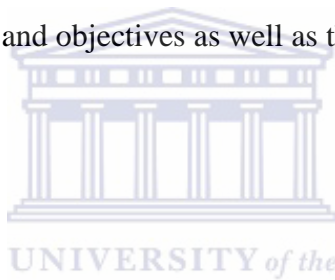 and objectives as well as t
UNIVERSITY of the